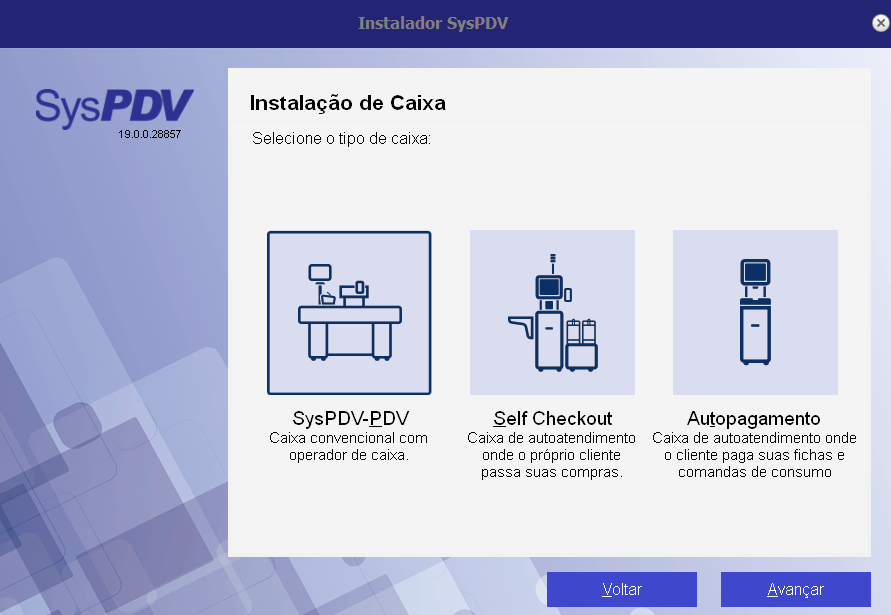 Instalador SysPDV
SysPDV
19.0.0.28857
Instalação de Caixa
Selecione o tipo de caixa:
SysPDV-PDV
Caixa convencional com
operador de caixa.
Self Checkout
Caixa de autoatendimento
onde o próprio cliente
passa suas compras.
Autopagamento
Caixa de autoatendimento onde
o cliente paga suas fichas e
comandas de consumo
Voltar
Avançar